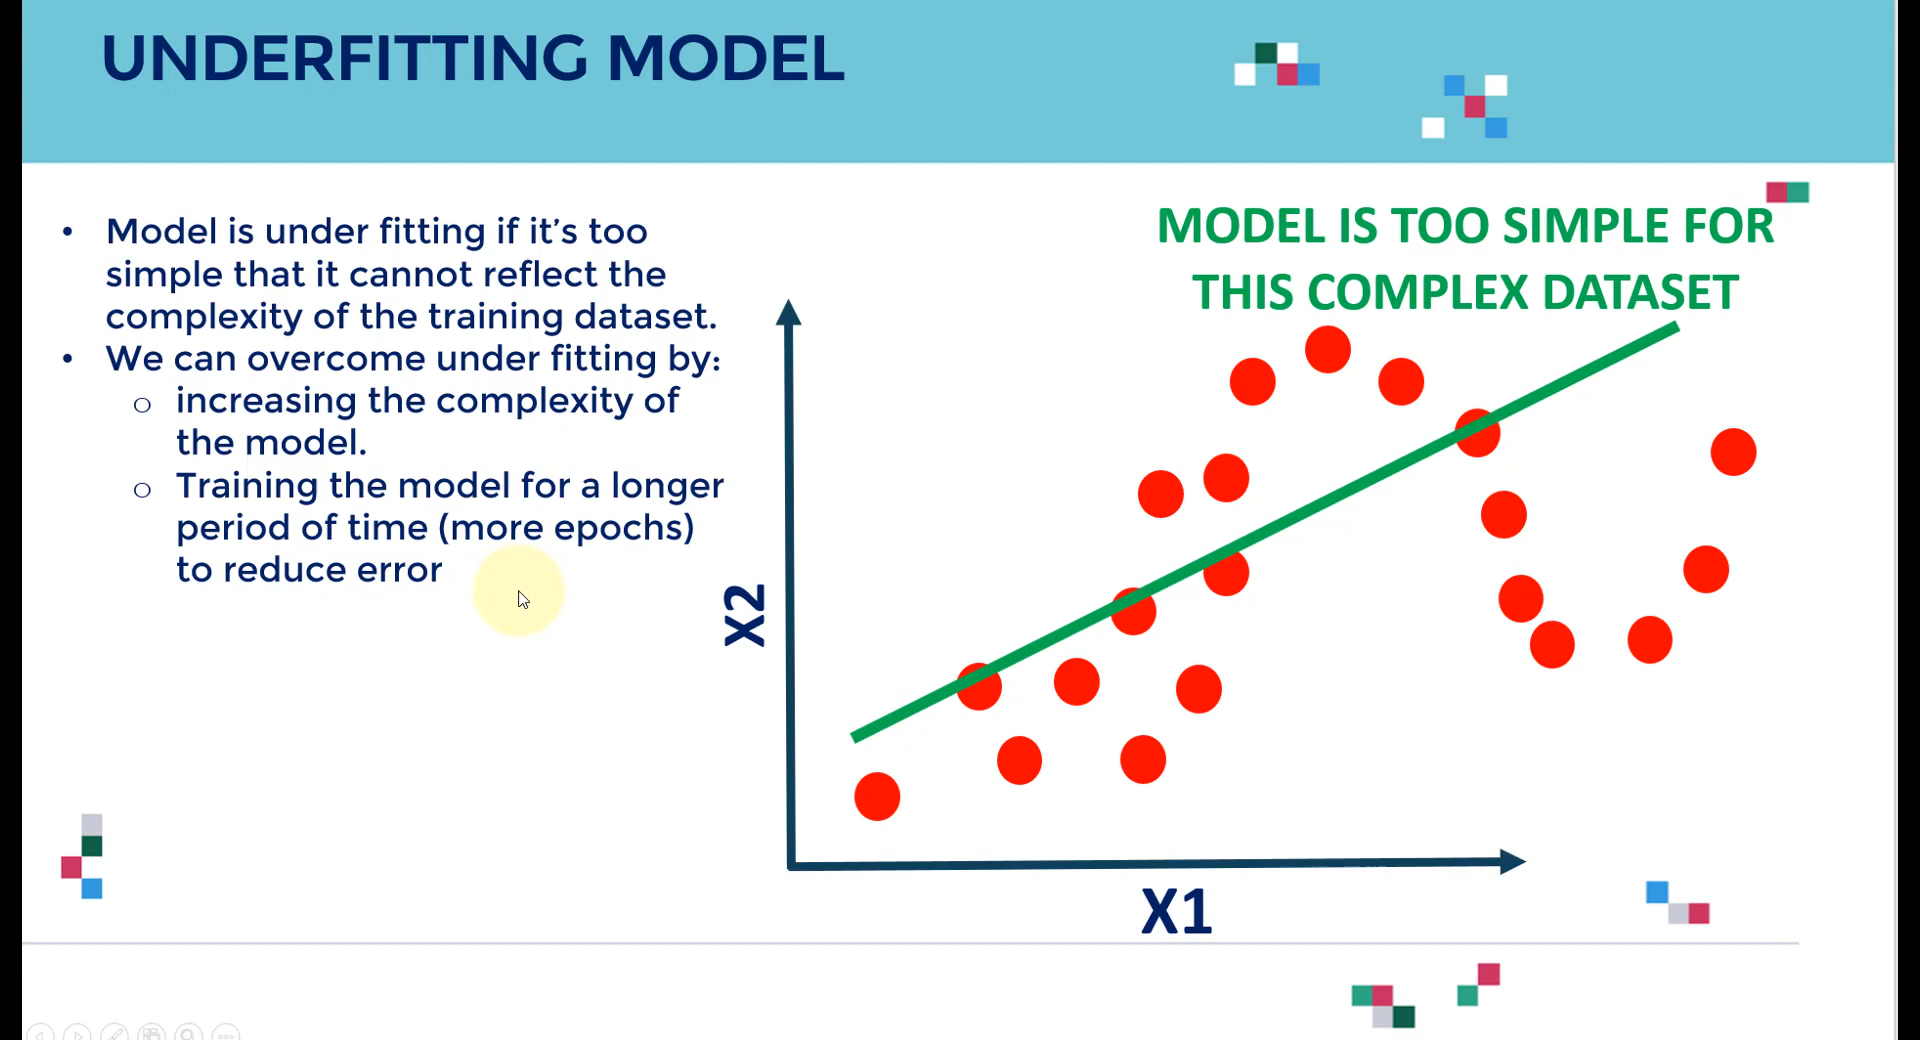 UNDERFITTING MODEL
• Model is under fitting if it's too
simple that it cannot reflect the
complexity of the training dataset.
• We can overcome under fitting by:
o increasing the complexity of
the model.
o Training the model for a longer
period of time (more epochs)
to reduce error
MODEL IS TOO SIMPLE FOR
THIS COMPLEX DATASET
X2
X1